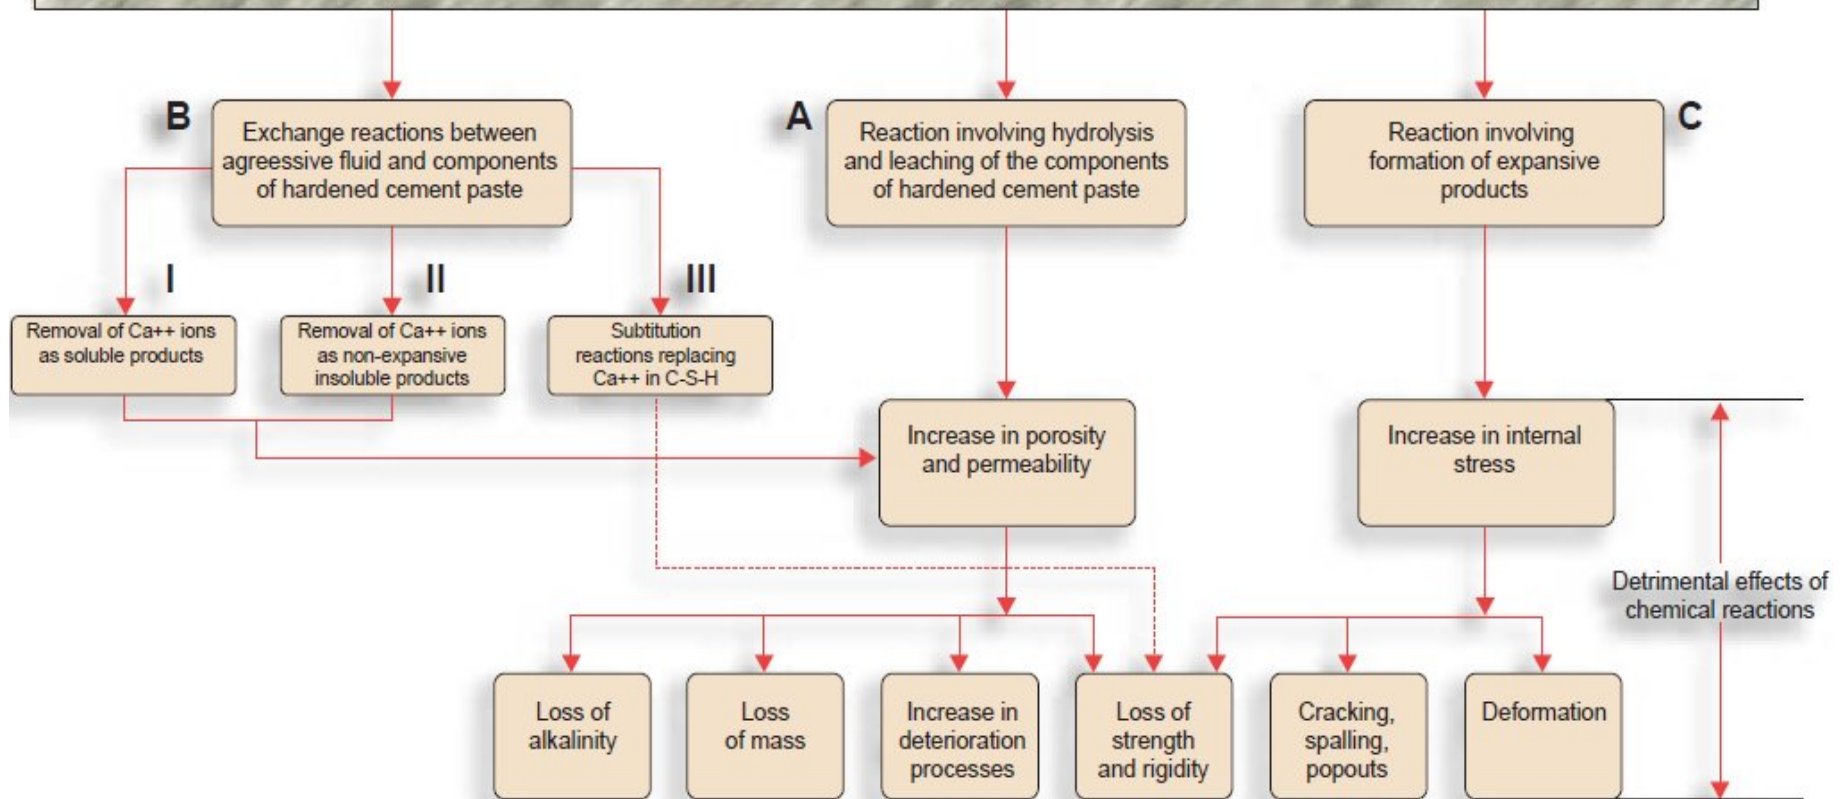 B
Exchange reactions between
agreessive fluid and components
of hardened cement paste
A
Reaction involving hydrolysis
and leaching of the components
of hardened cement paste
Reaction involving
formation of expansive
products
C
I
II
III
Removal of Ca++ ions
as soluble products
Removal of Ca++ ions
as non-expansive
insoluble products
Subtitution
reactions replacing
Ca++ in C-S-H
Increase in porosity
and permeability
Increase in internal
stress
Detrimental effects of
chemical reactions
Loss of
alkalinity
Loss
of mass
Increase in
deterioration
processes
Loss of
strength
and rigidity
Cracking,
spalling,
popouts
Deformation